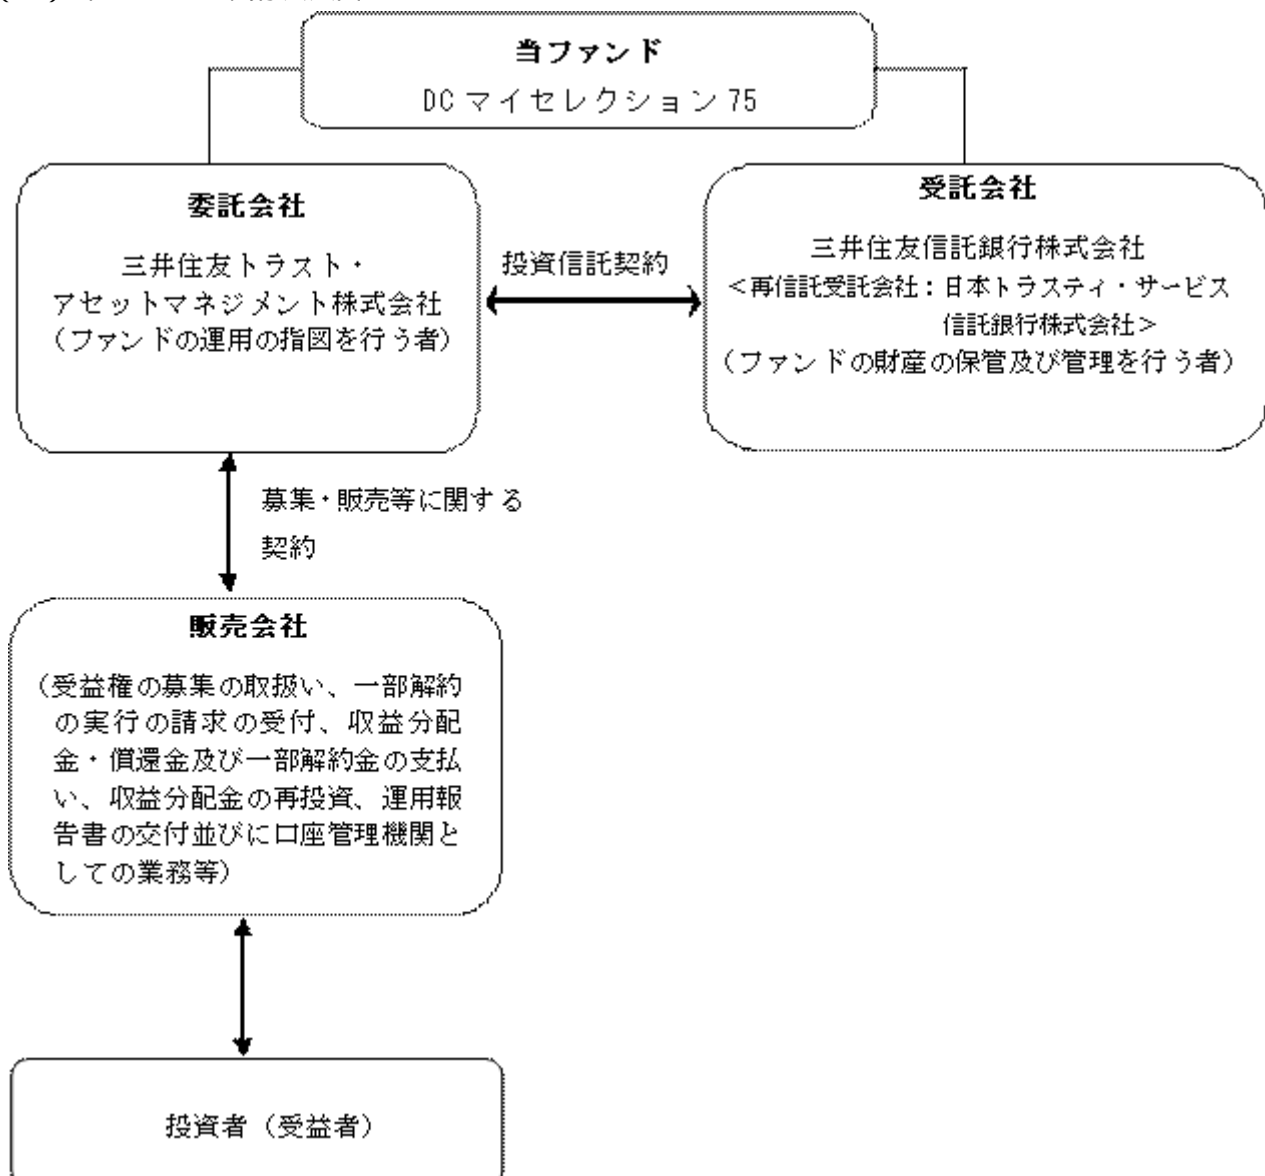 当ファンド
DCマイセレクション75
委託会社
三井住友トラスト・
アセットマネジメント株式会社
(ファンドの運用の指図を行う者)
投資信託契約
受託会社
三井住友信託銀行株式会社
<再信託受託会社:日本トラスティ・サービス
信託銀行株式会社>
(ファンドの財産の保管及び管理を行う者)
募集・販売等に関する
契約
販売会社
(受益権の募集の取扱い、一部解約
の実行の請求の受付、収益分配
金・償還金及び一部解約金の支払
い、収益分配金の再投資、運用報
告書の交付並びに口座管理機関と
しての業務等)
投資者(受益者)